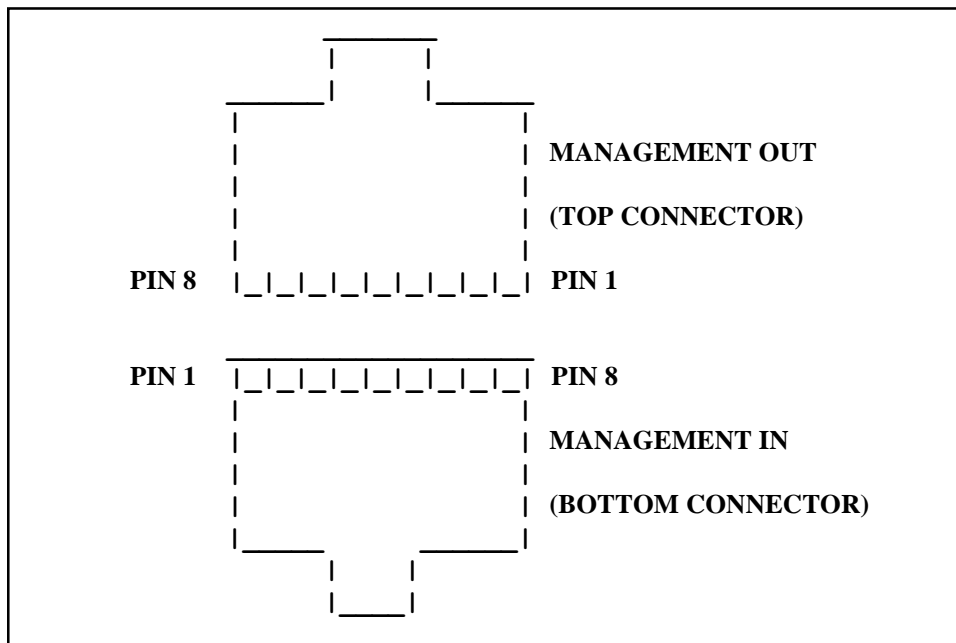 MANAGEMENT OUT
(TOP CONNECTOR)
PIN 8 PIN 1
PIN 1 PIN 8
MANAGEMENT IN
(BOTTOM CONNECTOR)